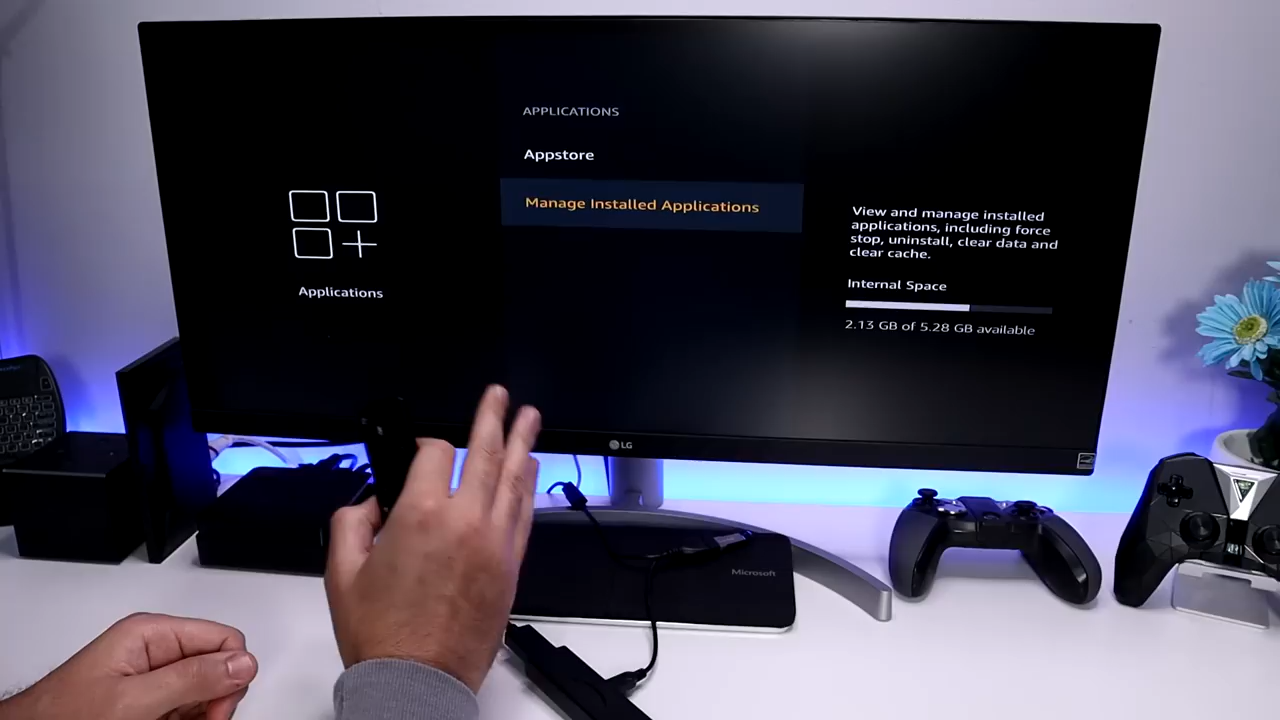 APPLICATIONS
Appstore
Manage Installed Applications
Applications
View and manage installed
applications, including force
stop, uninstall, clear data and
clear cache.
Internal Space
2.13 GB of 5.28 GB available
LG
Microsoft